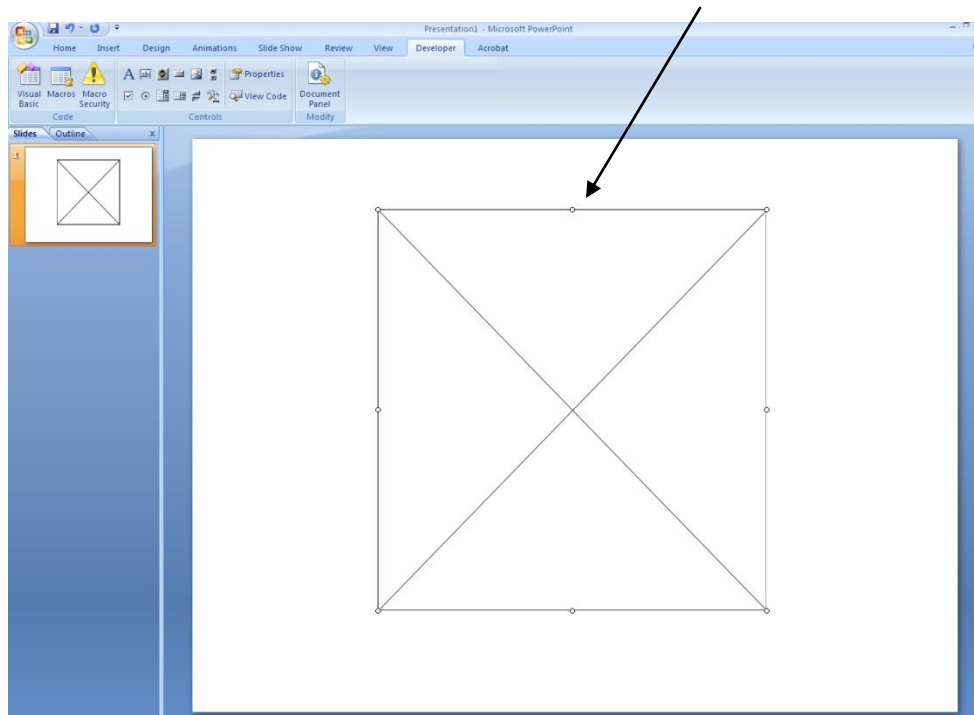 Presentation1 - Microsoft PowerPoint
Home Insert Design Animations Slide Show Review View Developer Acrobat
A Properties
Visual Basic Macros Macro Security View Code Document Panel
Code Controls Modify
Slides Outline x
1